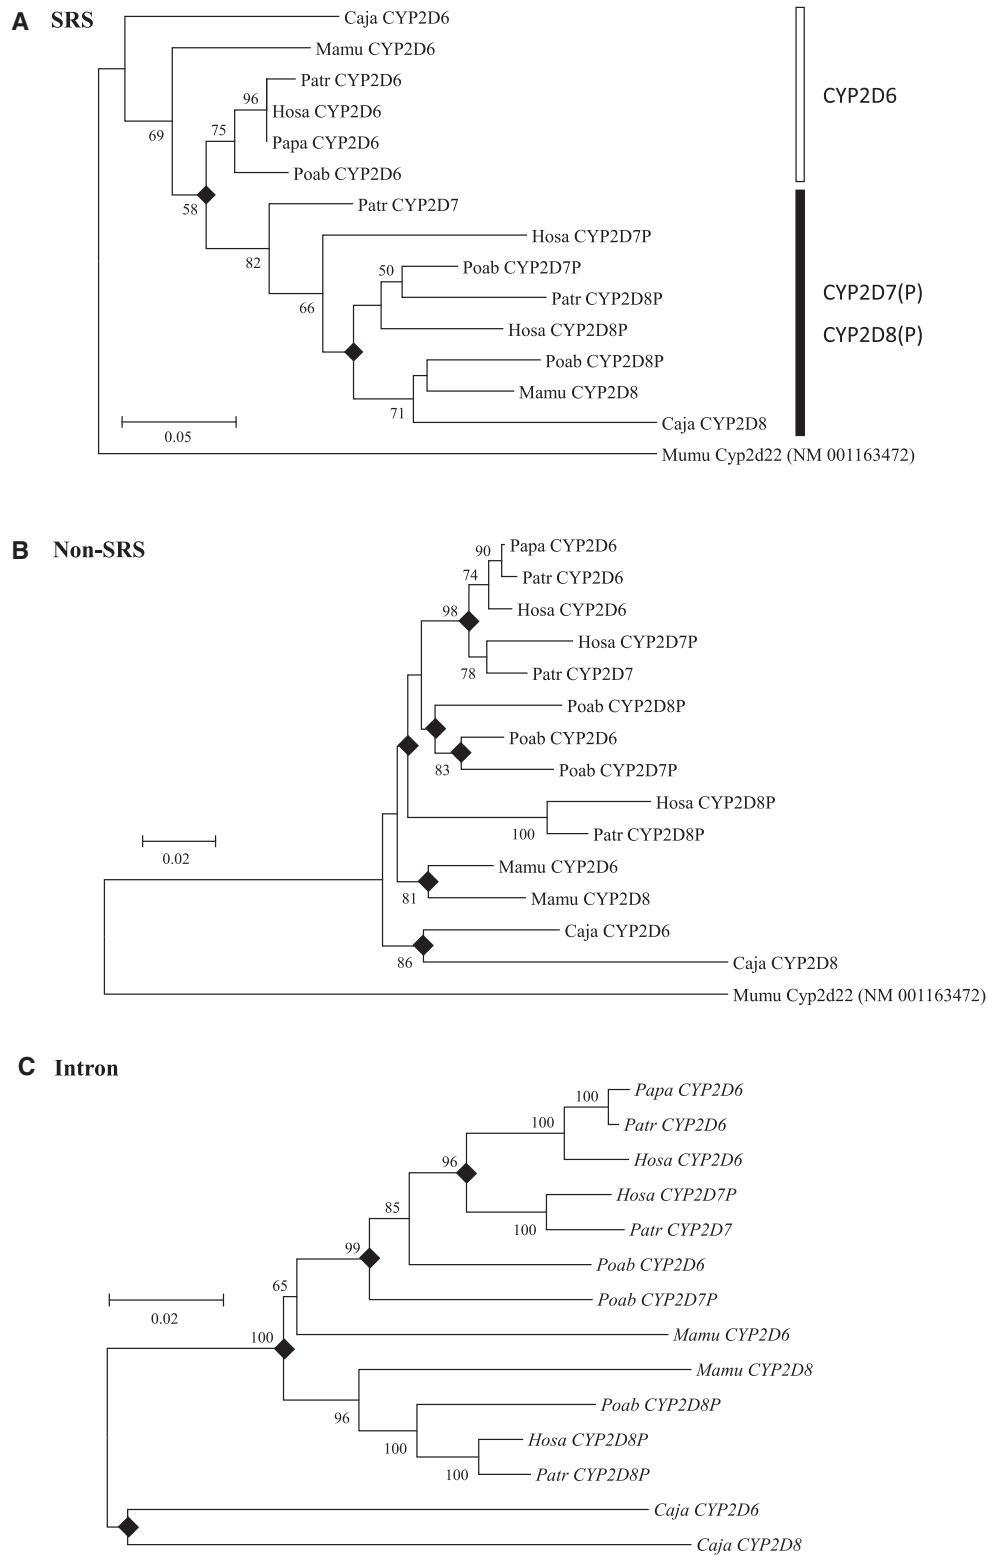 A SRS
Caja CYP2D6
Mamu CYP2D6
Patr CYP2D6
96
Hosa CYP2D6
CYP2D6
75
69
Papa CYP2D6
Poab CYP2D6
58
Patr CYP2D7
Hosa CYP2D7P
82
Poab CYP2D7P
50
Patr CYP2D8P
CYP2D7(P)
66
Hosa CYP2D8P
CYP2D8(P)
Poab CYP2D8P
Mamu CYP2D8
71
Caja CYP2D8
0.05
Mumu Cyp2d22 (NM 001163472)
B Non-SRS
Papa CYP2D6
90
Patr CYP2D6
74
Hosa CYP2D6
98
Hosa CYP2D7P
Patr CYP2D7
78
Poab CYP2D8P
Poab CYP2D6
Poab CYP2D7P
83
Hosa CYP2D8P
Patr CYP2D8P
100
0.02
Mamu CYP2D6
Mamu CYP2D8
81
Caja CYP2D6
Caja CYP2D8
86
Mumu Cyp2d22 (NM 001163472)
C Intron
Papa CYP2D6
100
Patr CYP2D6
100
Hosa CYP2D6
96
Hosa CYP2D7P
Patr CYP2D7
100
85
Poab CYP2D6
99
Poab CYP2D7P
65
0.02
Mamu CYP2D6
100
Mamu CYP2D8
Poab CYP2D8P
96
Hosa CYP2D8P
100
Patr CYP2D8P
100
Caja CYP2D6
Caja CYP2D8